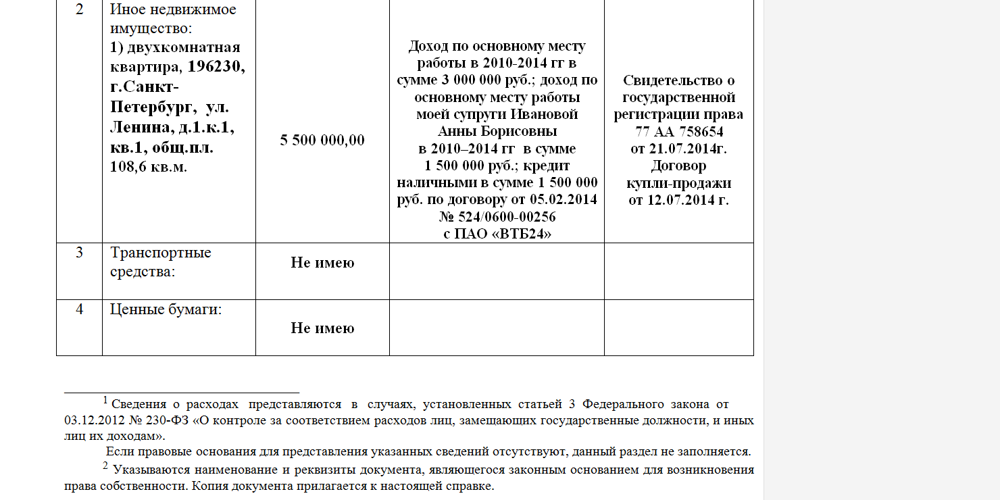 2
Иное недвижимое
имущество:
1) двухкомнатная
квартира, 196230,
г.Санкт-
Петербург, ул.
Ленина, д.1.к.1,
кв.1, общ.пл.
108,6 кв.м.
5 500 000,00
Доход по основному месту
работы в 2010-2014 гг в
сумме 3 000 000 руб.; доход по
основному месту работы
моей супруги Ивановой
Анны Борисовны
в 2010–2014 гг в сумме
1 500 000 руб.; кредит
наличными в сумме 1 500 000
руб. по договору от 05.02.2014
№ 524/0600-00256
с ПАО «ВТБ24»
Свидетельство о
государственной
регистрации права
77 АА 758654
от 21.07.2014г.
Договор
купли-продажи
от 12.07.2014 г.
3
Транспортные
средства:
Не имею
4
Ценные бумаги:
Не имею
1 Сведения о расходах представляются в случаях, установленных статьей 3 Федерального закона от
03.12.2012 № 230-ФЗ «О контроле за соответствием расходов лиц, замещающих государственные должности, и иных
лиц их доходам».
Если правовые основания для представления указанных сведений отсутствуют, данный раздел не заполняется.
2 Указываются наименование и реквизиты документа, являющегося законным основанием для возникновения
права собственности. Копия документа прилагается к настоящей справке.